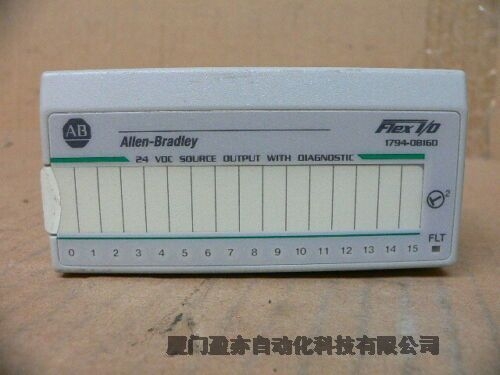 AB
Allen-Bradley
Flex I/O
1794-OB16D
24 VDC SOURCE OUTPUT WITH DIAGNOSTIC
2
FLT
0 1 2 3 4 5 6 7 8 9 10 11 12 13 14 15
厦门盈亦自动化科技有限公司